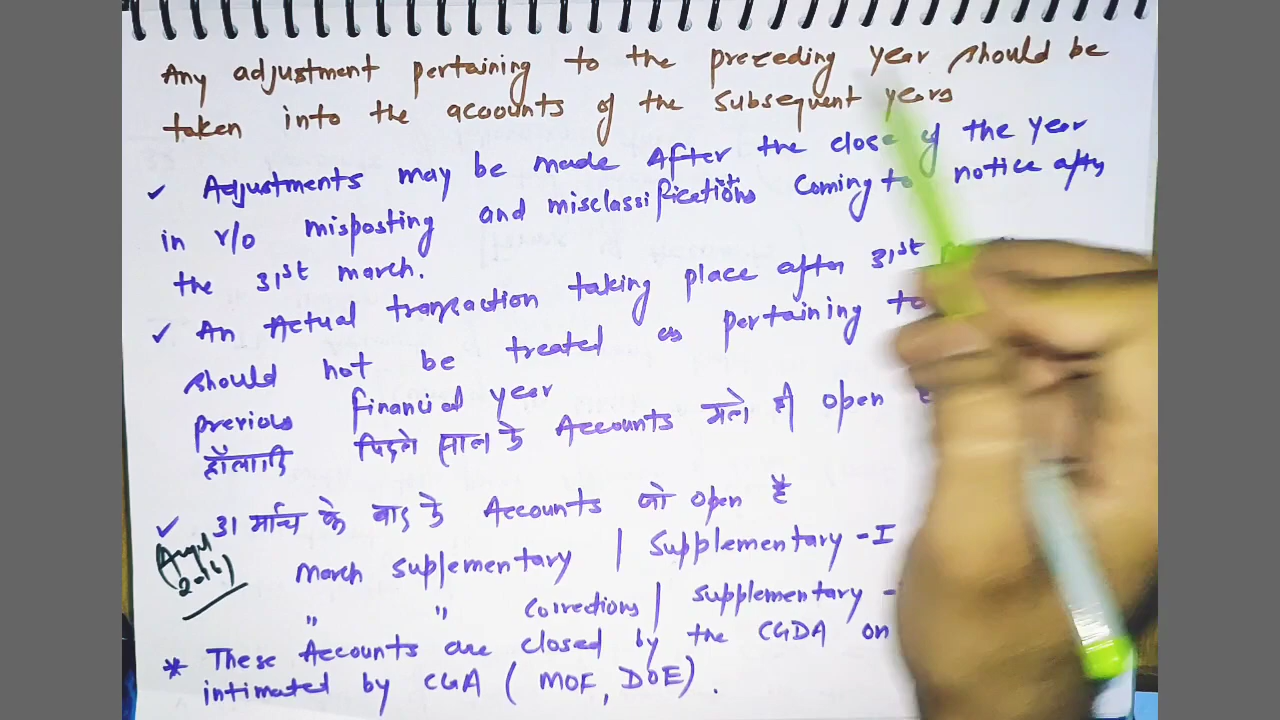 Any adjustment pertaining to the preceding year should be
taken into the accounts of the subsequent years
✓ Adjustments may be made After the close of the year
in r/o misposting and misclassifications coming to notice after
the 31st march.
✓ An Actual transaction taking place after 31st
should not be treated as pertaining to
previous financial year
हॉलाकि पिछले साल के Accounts भले ही open
✓ 31 मार्च के बाद के Accounts जो open है
2016)
March suplementary | Supplementary - I
" " Corrections | supplementary -
* These Accounts are closed by the CGDA on
intimated by CGA ( MOF, DOE).